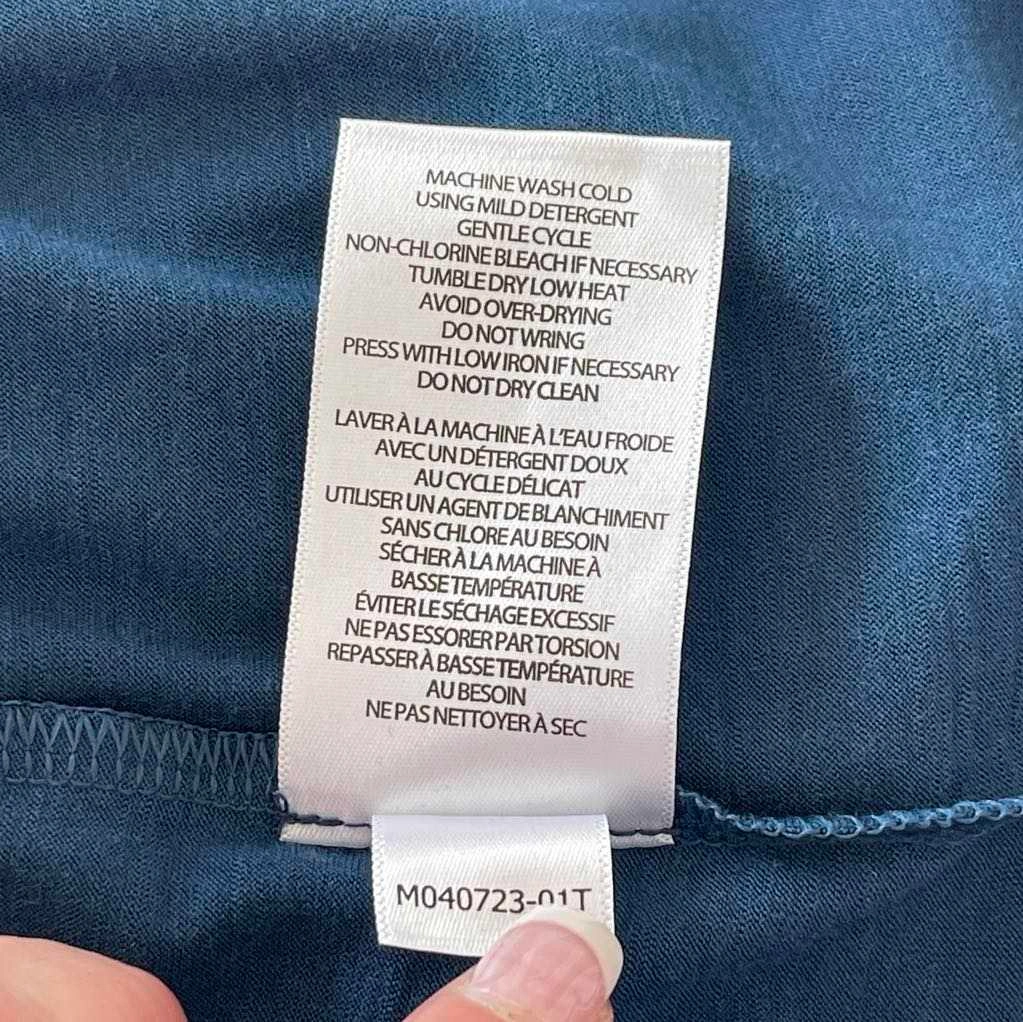 MACHINE WASH COLD
USING MILD DETERGENT
GENTLE CYCLE
NON-CHLORINE BLEACH IF NECESSARY
TUMBLE DRY LOW HEAT
AVOID OVER-DRYING
DO NOT WRING
PRESS WITH LOW IRON IF NECESSARY
DO NOT DRY CLEAN
LAVER À LA MACHINE À L'EAU FROIDE
AVEC UN DÉTERGENT DOUX
AU CYCLE DÉLICAT
UTILISER UN AGENT DE BLANCHIMENT
SANS CHLORE AU BESOIN
SÉCHER À LA MACHINE À
BASSE TEMPÉRATURE
ÉVITER LE SÉCHAGE EXCESSIF
NE PAS ESSORER PAR TORSION
REPASSER À BASSE TEMPÉRATURE
AU BESOIN
NE PAS NETTOYER À SEC
M040723-01T